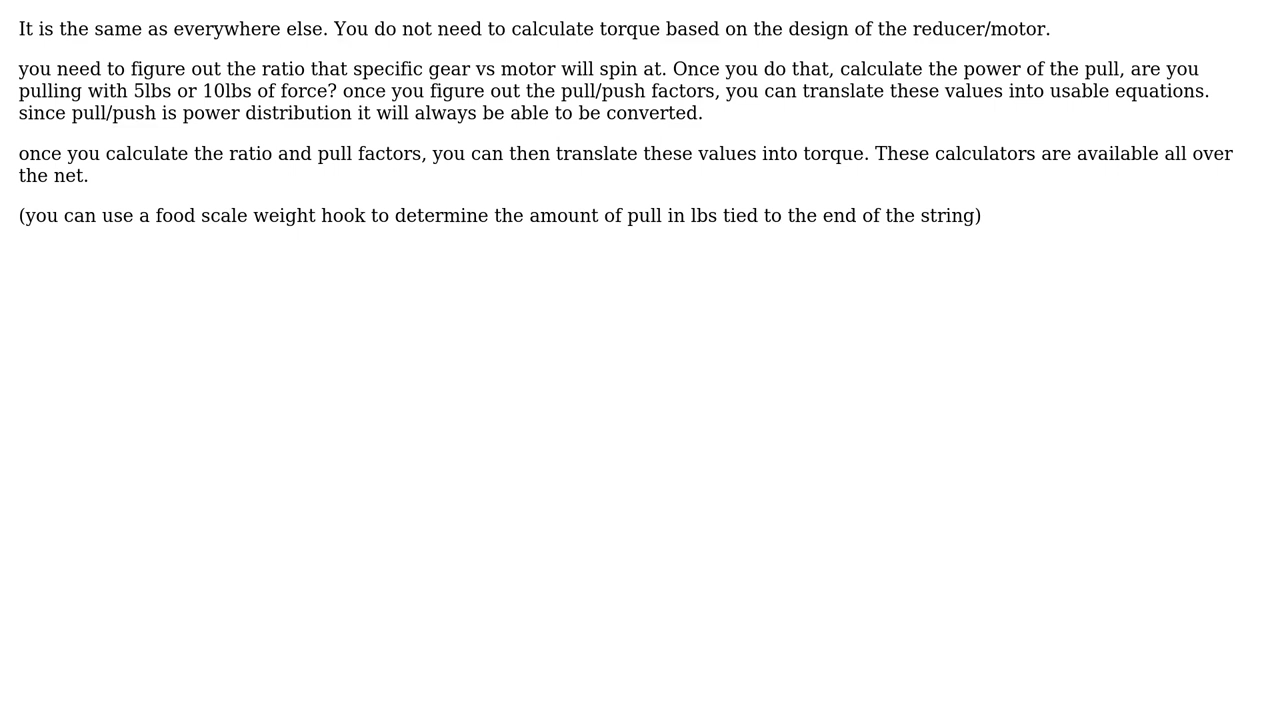 It is the same as everywhere else. You do not need to calculate torque based on the design of the reducer/motor.
you need to figure out the ratio that specific gear vs motor will spin at. Once you do that, calculate the power of the pull, are you
pulling with 5lbs or 10lbs of force? once you figure out the pull/push factors, you can translate these values into usable equations.
since pull/push is power distribution it will always be able to be converted.
once you calculate the ratio and pull factors, you can then translate these values into torque. These calculators are available all over
the net.
(you can use a food scale weight hook to determine the amount of pull in lbs tied to the end of the string)